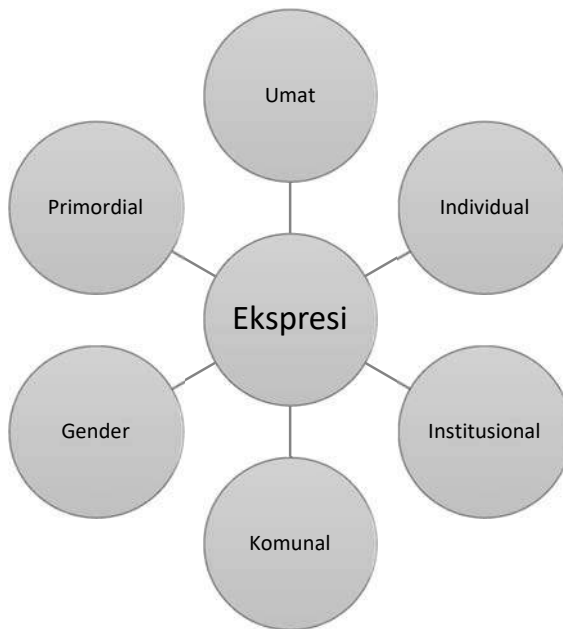 Umat
Primordial
Individual
Ekspresi
Gender
Institusional
Komunal